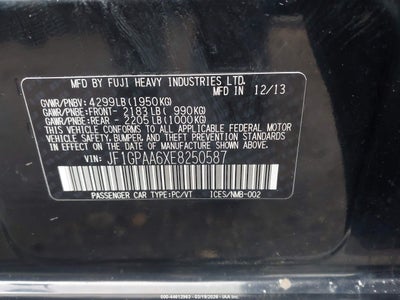 MFD BY FUJI HEAVY INDUSTRIES LTD.
MFD IN 12/13
GVWR/PNBV: 4299LB(1950KG)
GAWR/PNBE:FRONT- 2183LB( 990KG)
GAWR/PNBE:REAR - 2205LB(1000KG)
THIS VEHICLE CONFORMS TO ALL APPLICABLE FEDERAL MOTOR
VEHICLE SAFETY, BUMPER, AND THEFT PREVENTION
STANDARDS IN EFFECT ON THE DATE OF MANUFACTURE
SHOWN ABOVE.
VIN: JF1GPAA6XE8250587
PASSENGER CAR TYPE:PC/VT ICES/NMB-002